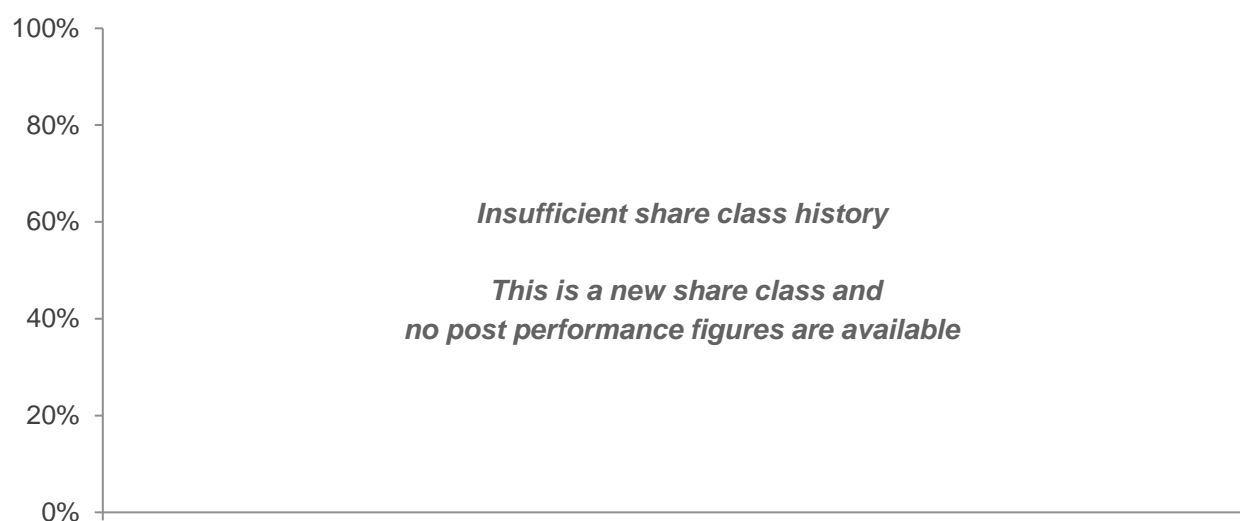 100%
80%
Insufficient share class history
60%
This is a new share class and
40%
no post performance figures are available
20%
0%